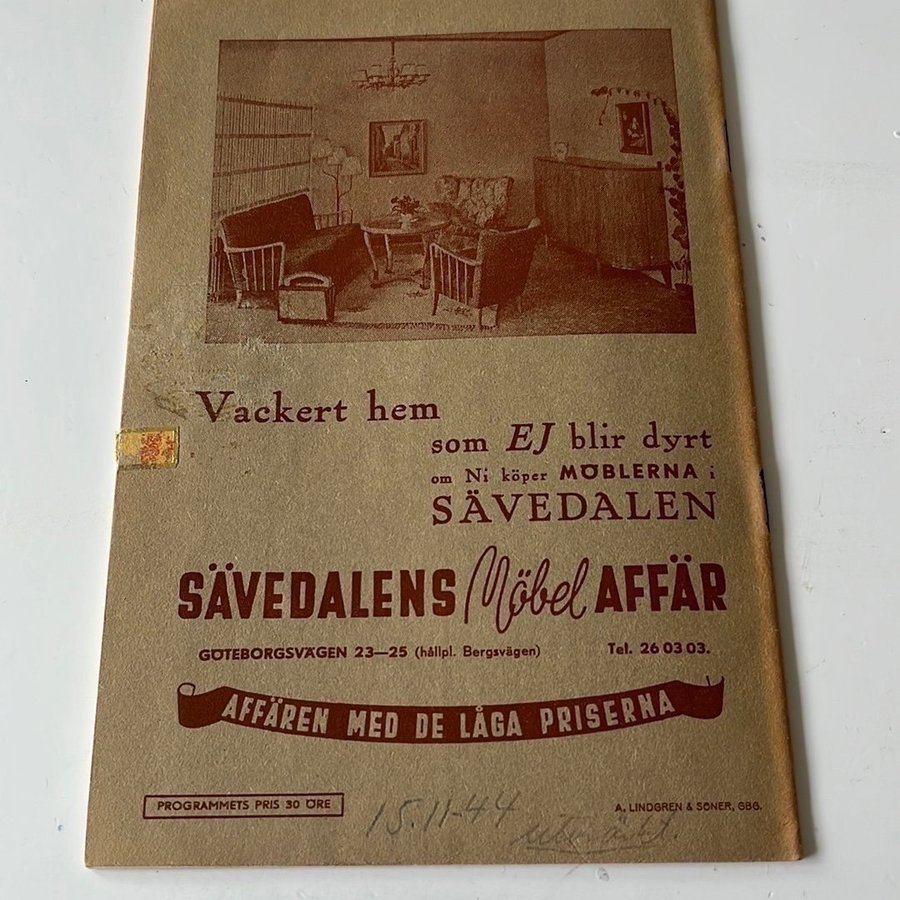 Vackert hem
som EJ blir dyrt
om Ni köper MÖBLERNA i
SÄVEDALEN
SÄVEDALENS Möbel AFFÄR
GÖTEBORGSVÄGEN 23—25 (hållpl. Bergsvägen) Tel. 26 03 03.
AFFÄREN MED DE LÅGA PRISERNA
PROGRAMMETS PRIS 30 ÖRE
15.11-44
A. LINDGREN & SÖNER, GBG.